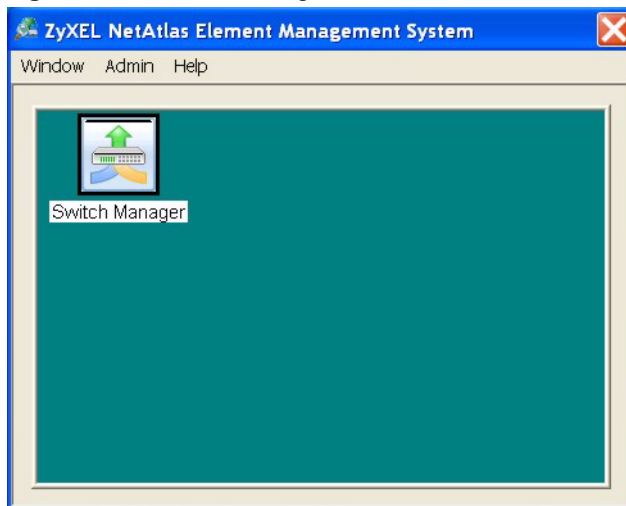 ZyXEL NetAtlas Element Management System
Window Admin Help
Switch Manager